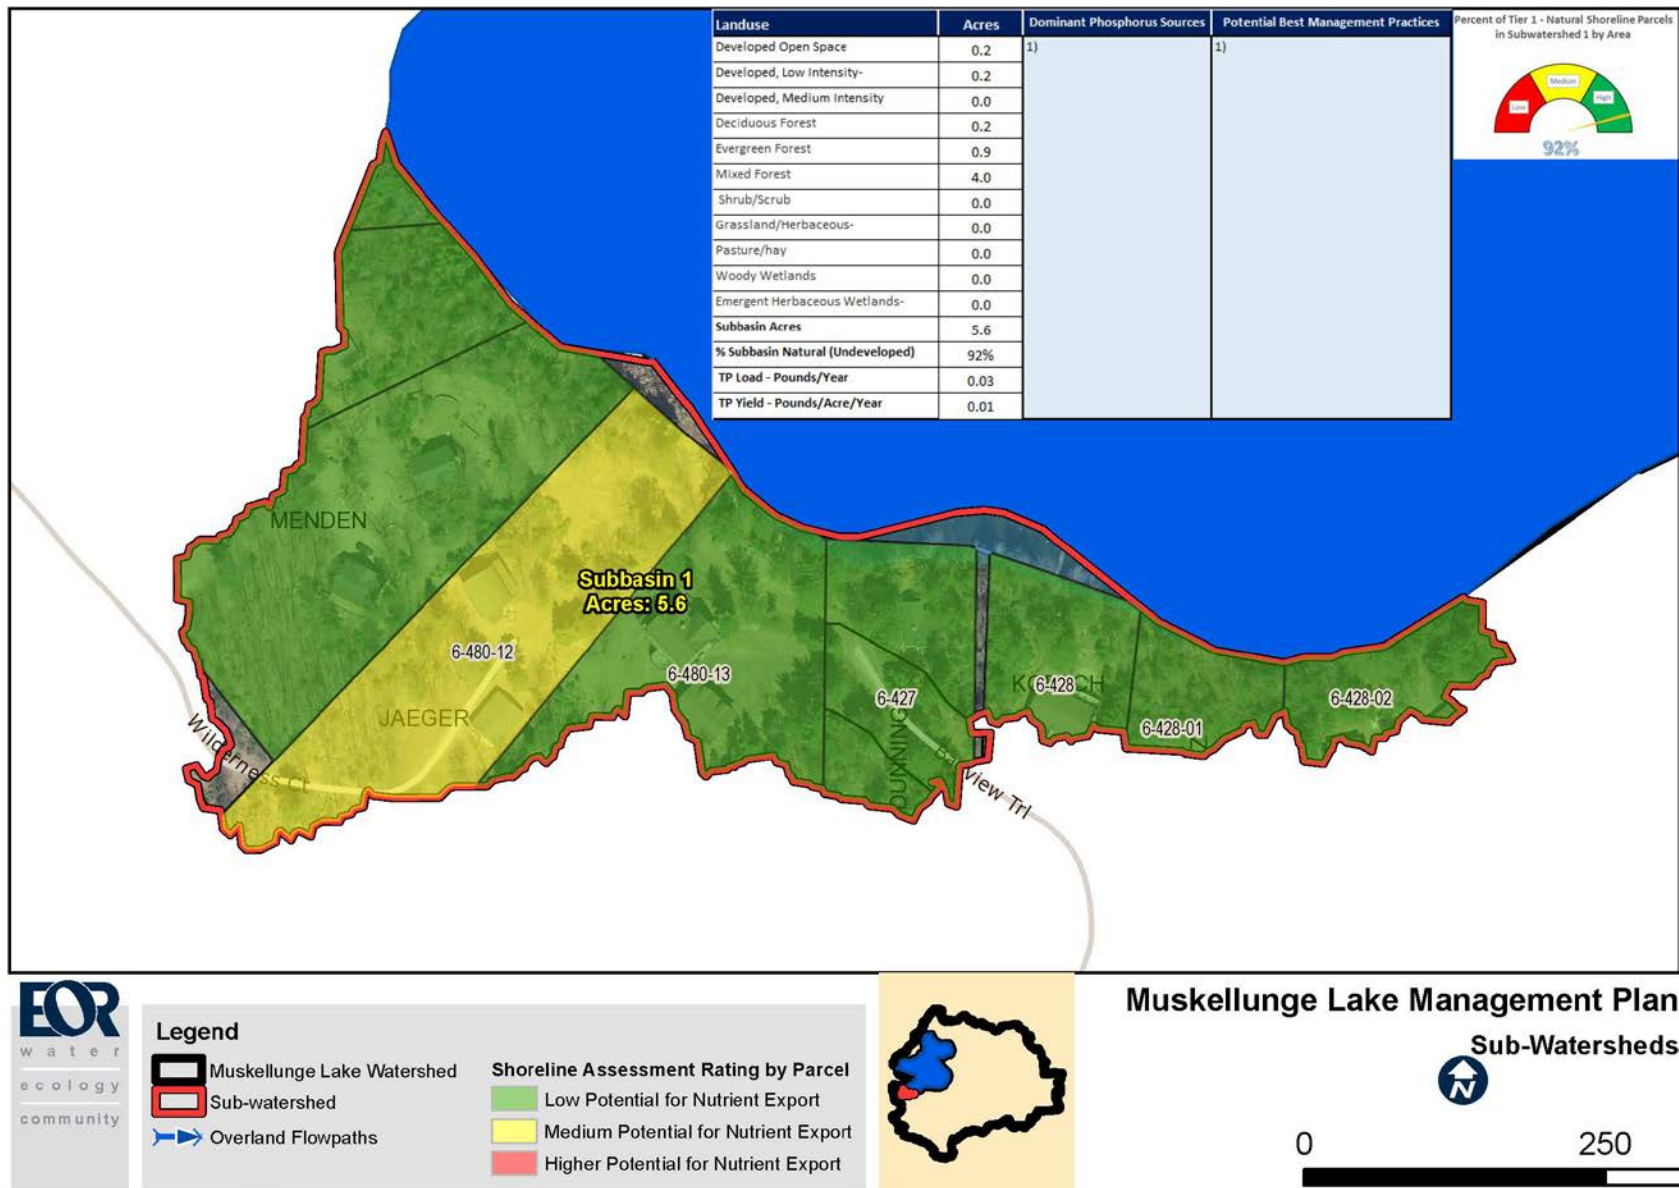 Landuse Acres Dominant Phosphorus Sources Potential Best Management Practices
Developed Open Space 0.2 1) 1)
Developed, Low Intensity- 0.2
Developed, Medium Intensity 0.0
Deciduous Forest 0.2
Evergreen Forest 0.9
Mixed Forest 4.0
Shrub/Scrub 0.0
Grassland/Herbaceous- 0.0
Pasture/hay 0.0
Woody Wetlands 0.0
Emergent Herbaceous Wetlands- 0.0
Subbasin Acres 5.6
% Subbasin Natural (Undeveloped) 92%
TP Load - Pounds/Year 0.03
TP Yield - Pounds/Acre/Year 0.01
Percent of Tier 1 - Natural Shoreline Parcels
in Subwatershed 1 by Area
Low
Medium
High
92%
MENDEN
Subbasin 1
Acres: 5.6
6-480-12
6-480-13
JAEGER
6-427
6-428
6-428-01
6-428-02
Wilderness Ct
view Trl
EOR
water
ecology
community
Legend
Muskellunge Lake Watershed
Sub-watershed
Overland Flowpaths
Shoreline Assessment Rating by Parcel
Low Potential for Nutrient Export
Medium Potential for Nutrient Export
Higher Potential for Nutrient Export
Muskellunge Lake Management Plan
Sub-Watersheds
N
0 250